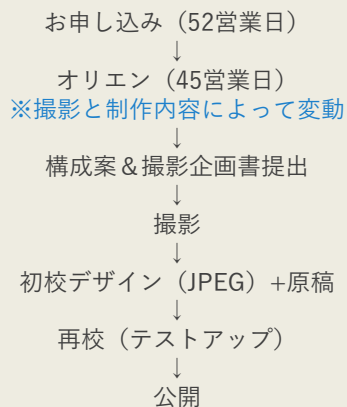 お申し込み（52営業日）
↓
オリエン（45営業日）
※撮影と制作内容によって変動
↓
構成案＆撮影企画書提出
↓
撮影
↓
初校デザイン（JPEG）+原稿
↓
再校（テストアップ）
↓
公開